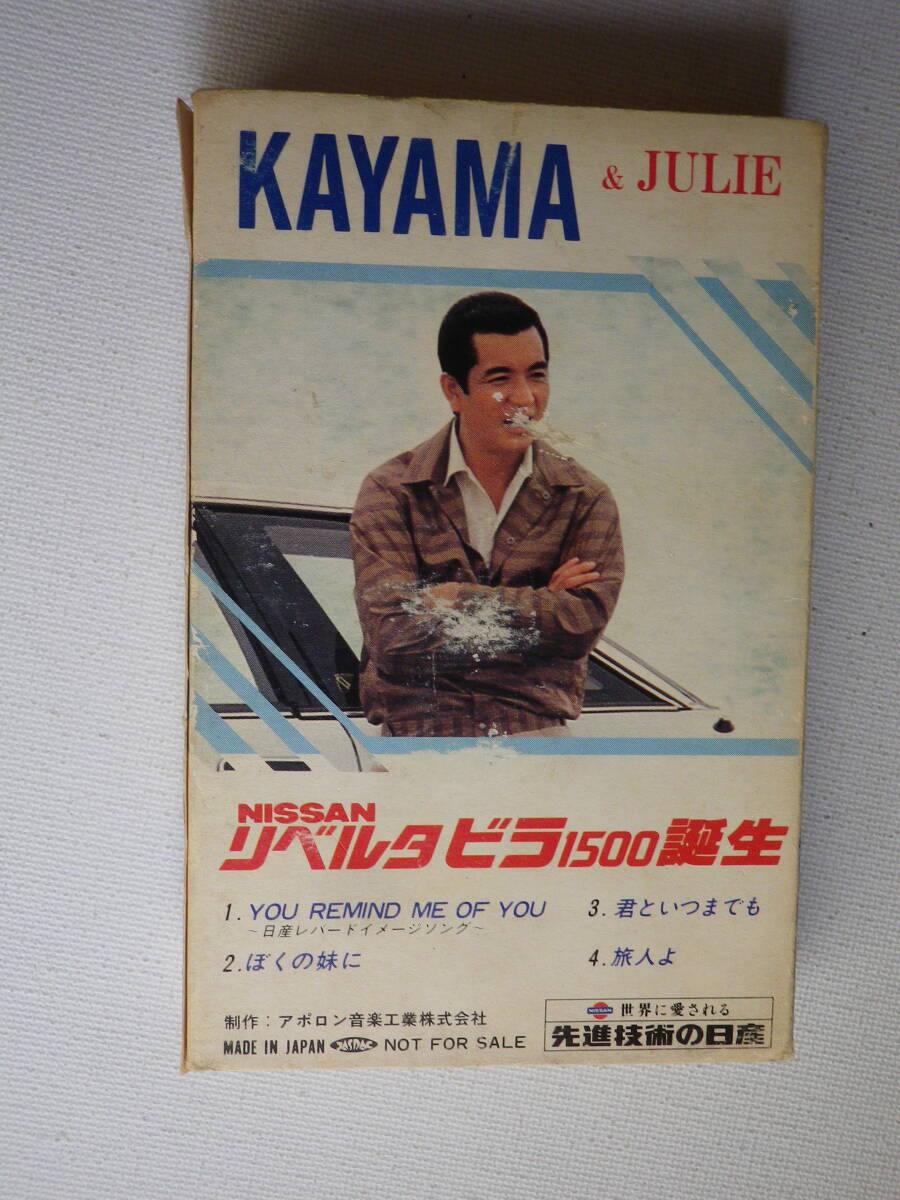 KAYAMA & JULIE
NISSAN
リベルタビラ1500誕生
1. YOU REMIND ME OF YOU
～日産レパードイメージソング～
2. ぼくの妹に
3. 君といつまでも
4. 旅人よ
制作：アポロン音楽工業株式会社
MADE IN JAPAN JASRAC NOT FOR SALE
NISSAN 世界に愛される
先進技術の日産